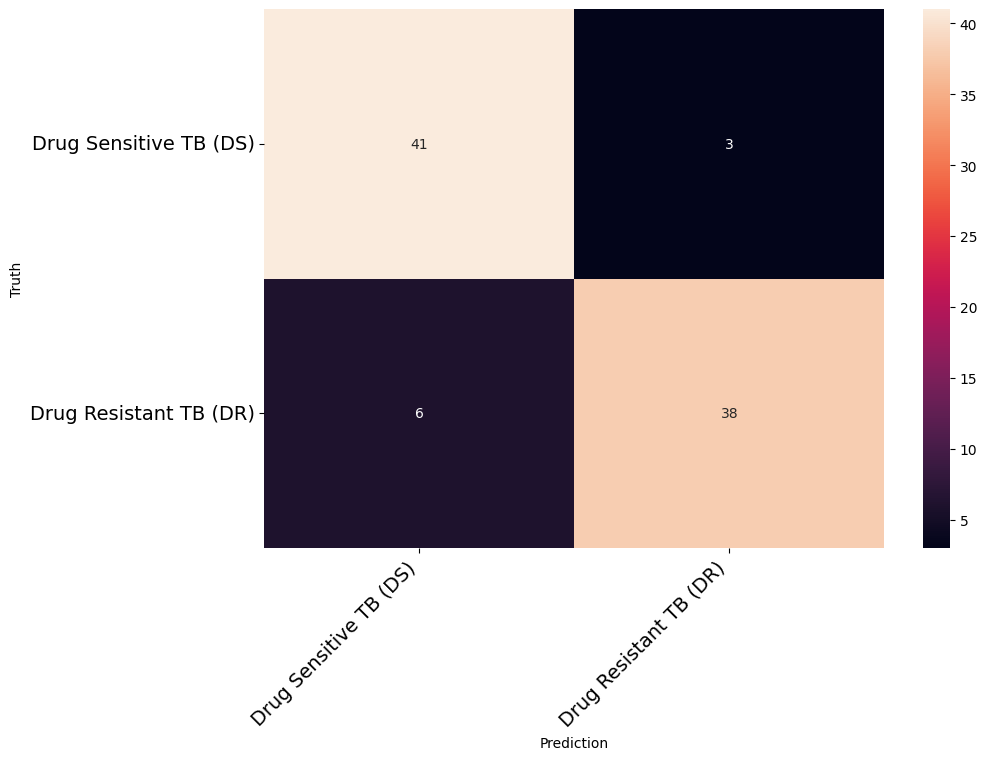 Drug Sensitive TB (DS)
41
3
Truth
Drug Resistant TB (DR)
6
38
Drug Sensitive TB (DS)
Drug Resistant TB (DR)
Prediction
40
35
30
25
20
15
10
5